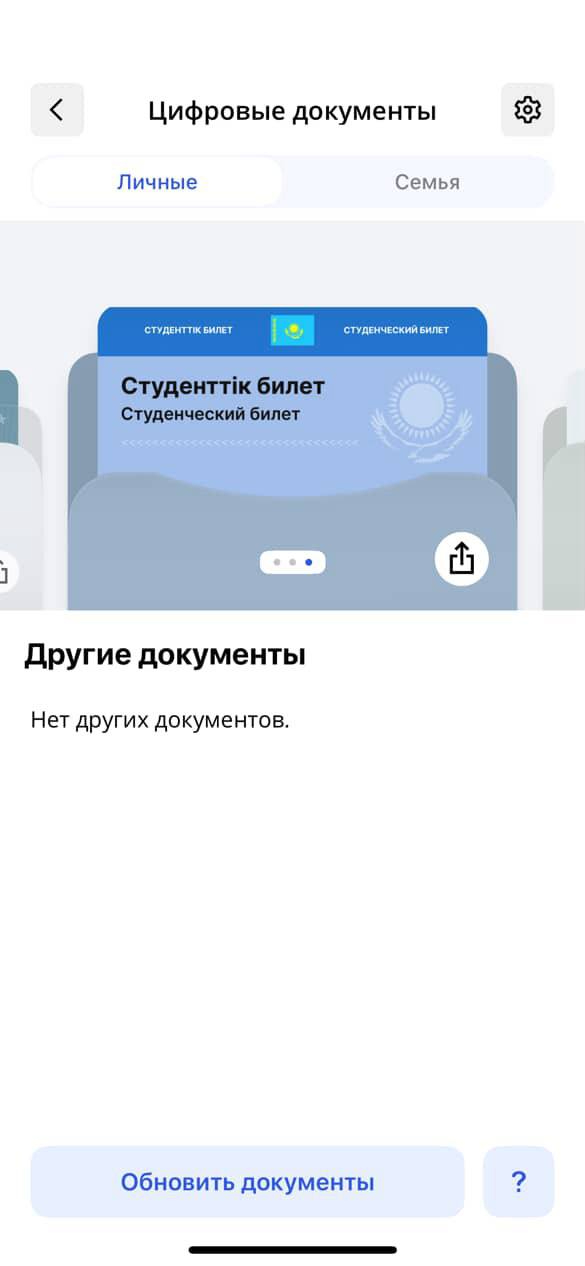 Цифровые документы
Личные
Семья
СТУДЕНТТІК БИЛЕТ
СТУДЕНЧЕСКИЙ БИЛЕТ
Студенттік билет
Студенческий билет
Другие документы
Нет других документов.
Обновить документы
?